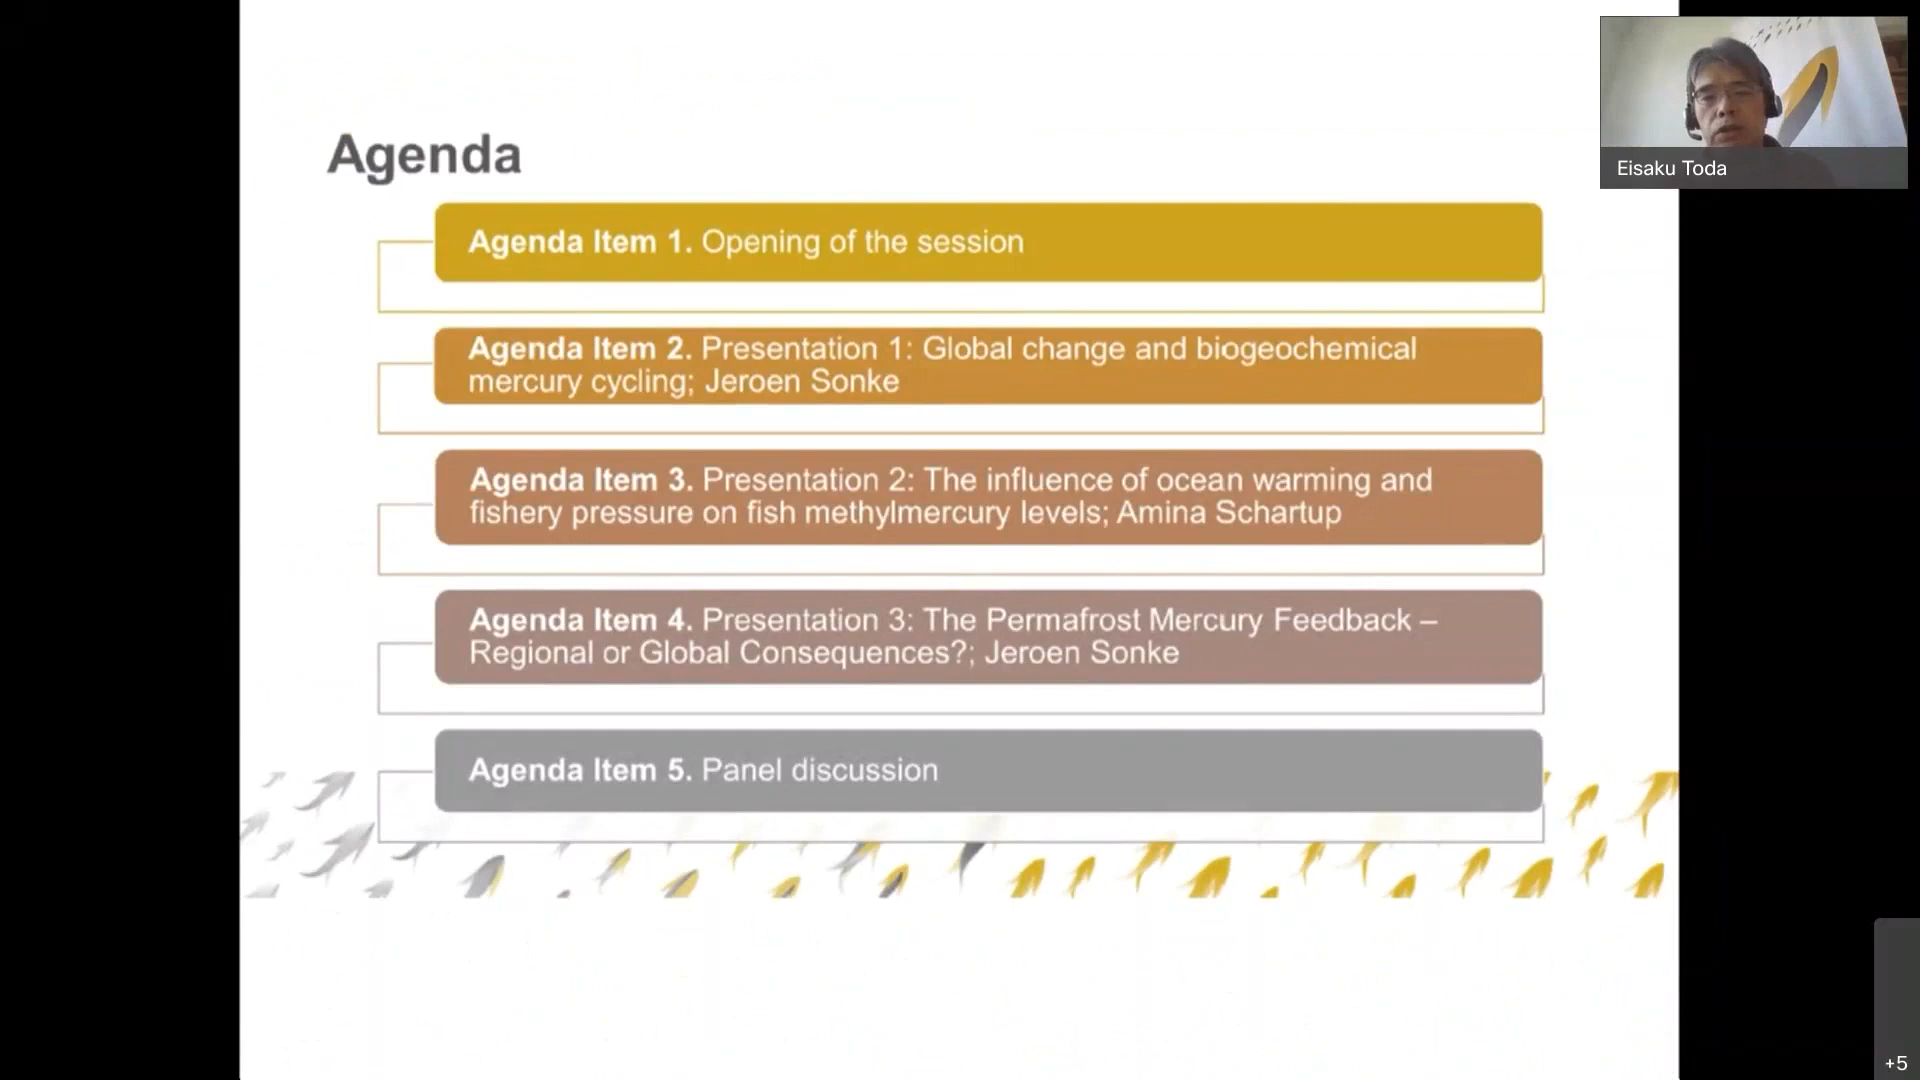 Agenda
Agenda Item 1. Opening of the session
Agenda Item 2. Presentation 1: Global change and biogeochemical
mercury cycling; Jeroen Sonke
Agenda Item 3. Presentation 2: The influence of ocean warming and
fishery pressure on fish methylmercury levels; Amina Schartup
Agenda Item 4. Presentation 3: The Permafrost Mercury Feedback –
Regional or Global Consequences?; Jeroen Sonke
Agenda Item 5. Panel discussion
Eisaku Toda
+5